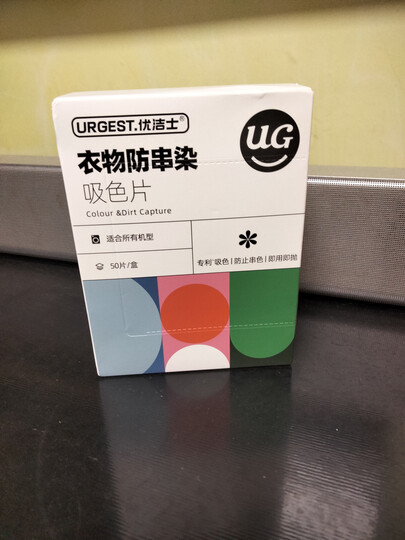 URGEST.优洁士®
UG
衣物防串染
吸色片
Colour &Dirt Capture
适合所有机型
50片/盒
专利*吸色 | 防止串色 | 即用即抛